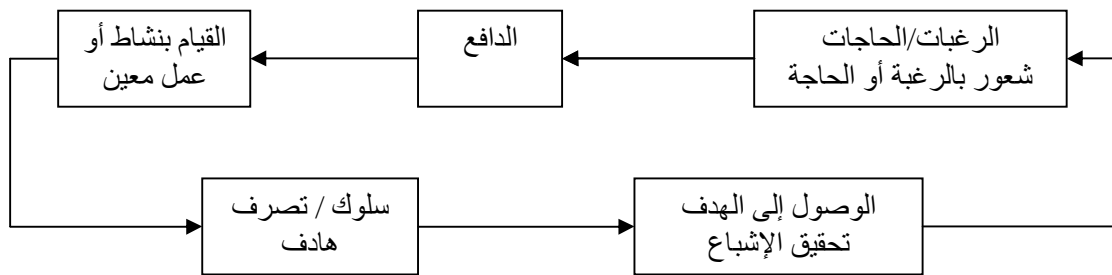 الرغبات/الحاجات
شعور بالرغبة أو الحاجة
الدافع
القيام بنشاط أو
عمل معين
سلوك / تصرف
هادف
الوصول إلى الهدف
تحقيق الإشباع